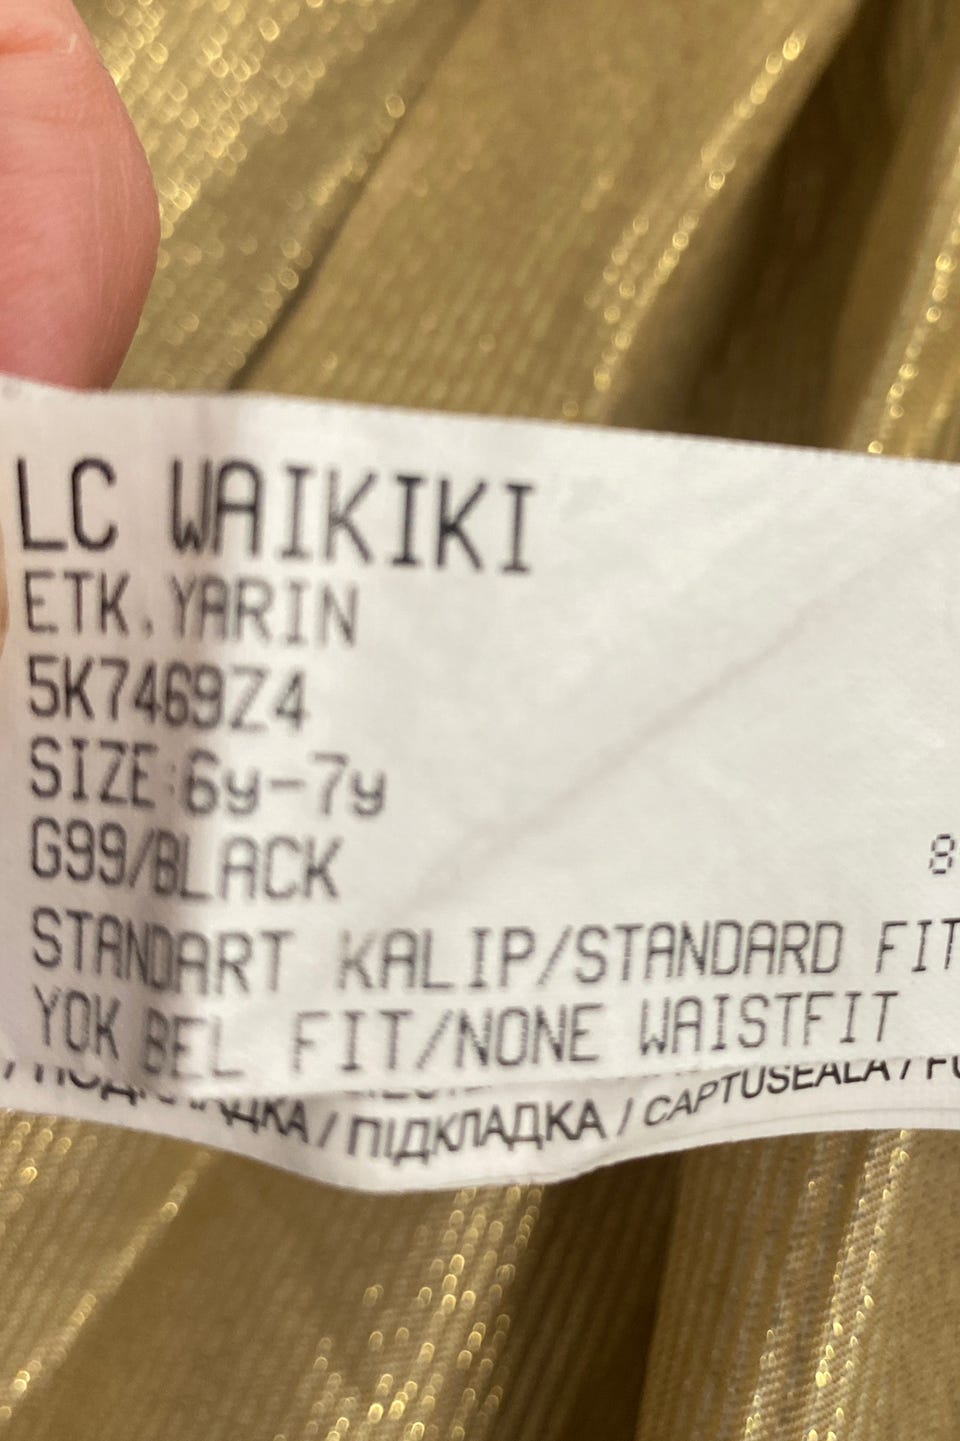 LC WAIKIKI
ETK.YARIN
5K7469Z4
SIZE:6y-7y
G99/BLACK
8
STANDART KALIP/STANDARD FIT
YOK BEL FIT/NONE WAISTFIT
/ ПІДКЛАДКА / CAPTUSEALA /